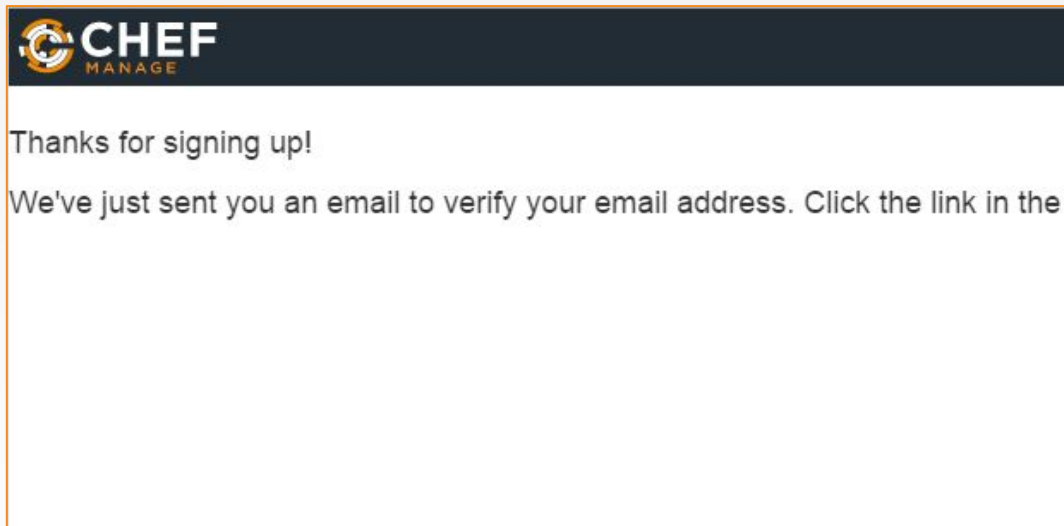 CHEF
MANAGE
Thanks for signing up!
We've just sent you an email to verify your email address. Click the link in the